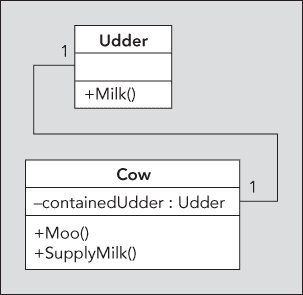 Udder
1
+Milk()
Cow
1
–containedUdder : Udder
+Moo()
+SupplyMilk()